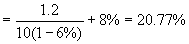 = 1.2 / 10(1−6%) + 8% = 20.77%